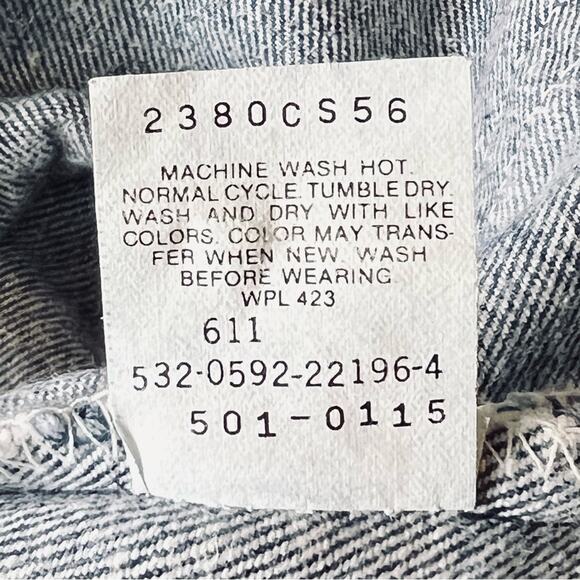 2380CS56
MACHINE WASH HOT.
NORMAL CYCLE. TUMBLE DRY.
WASH AND DRY WITH LIKE
COLORS. COLOR MAY TRANS-
FER WHEN NEW. WASH
BEFORE WEARING.
WPL 423
611
532-0592-22196-4
501-0115